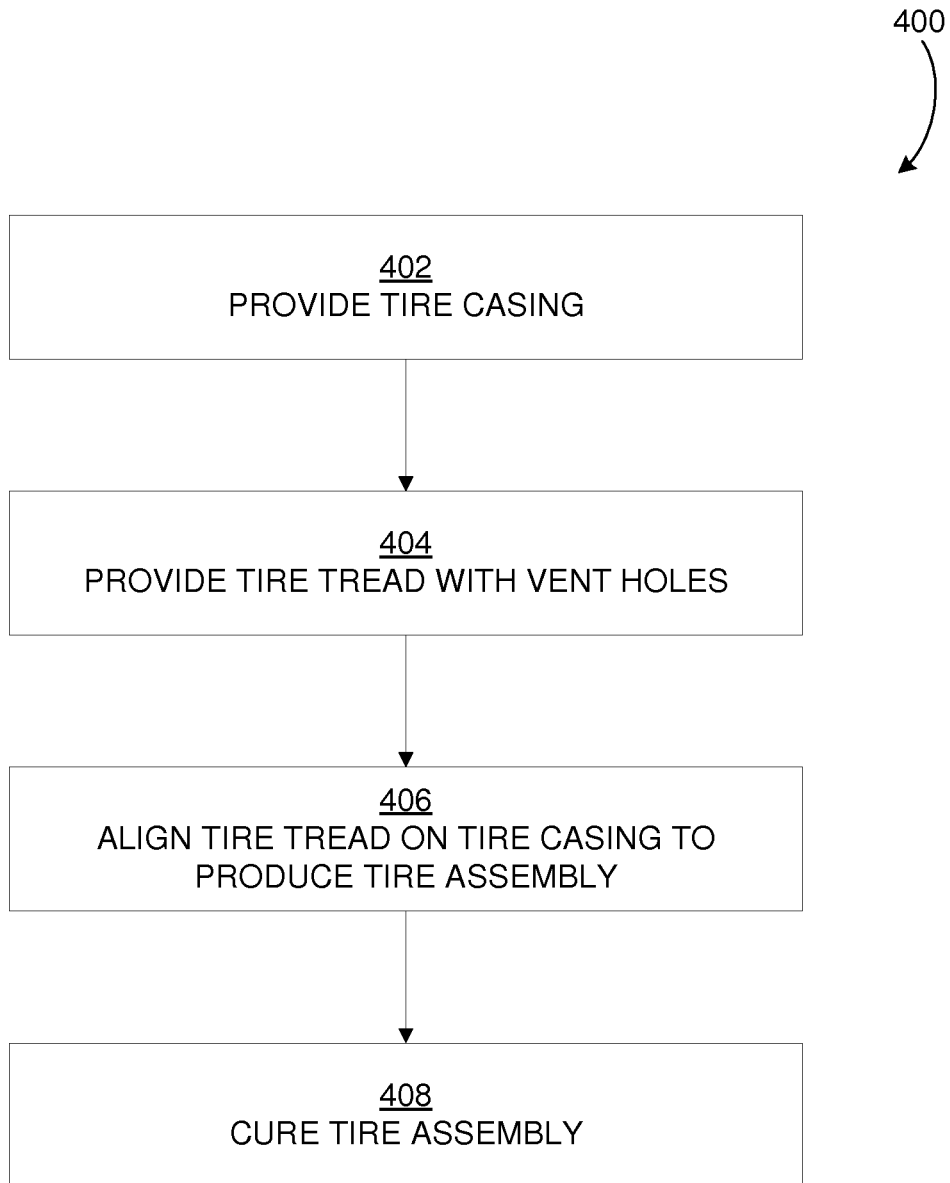 400
402
PROVIDE TIRE CASING
404
PROVIDE TIRE TREAD WITH VENT HOLES
406
ALIGN TIRE TREAD ON TIRE CASING TO
PRODUCE TIRE ASSEMBLY
408
CURE TIRE ASSEMBLY